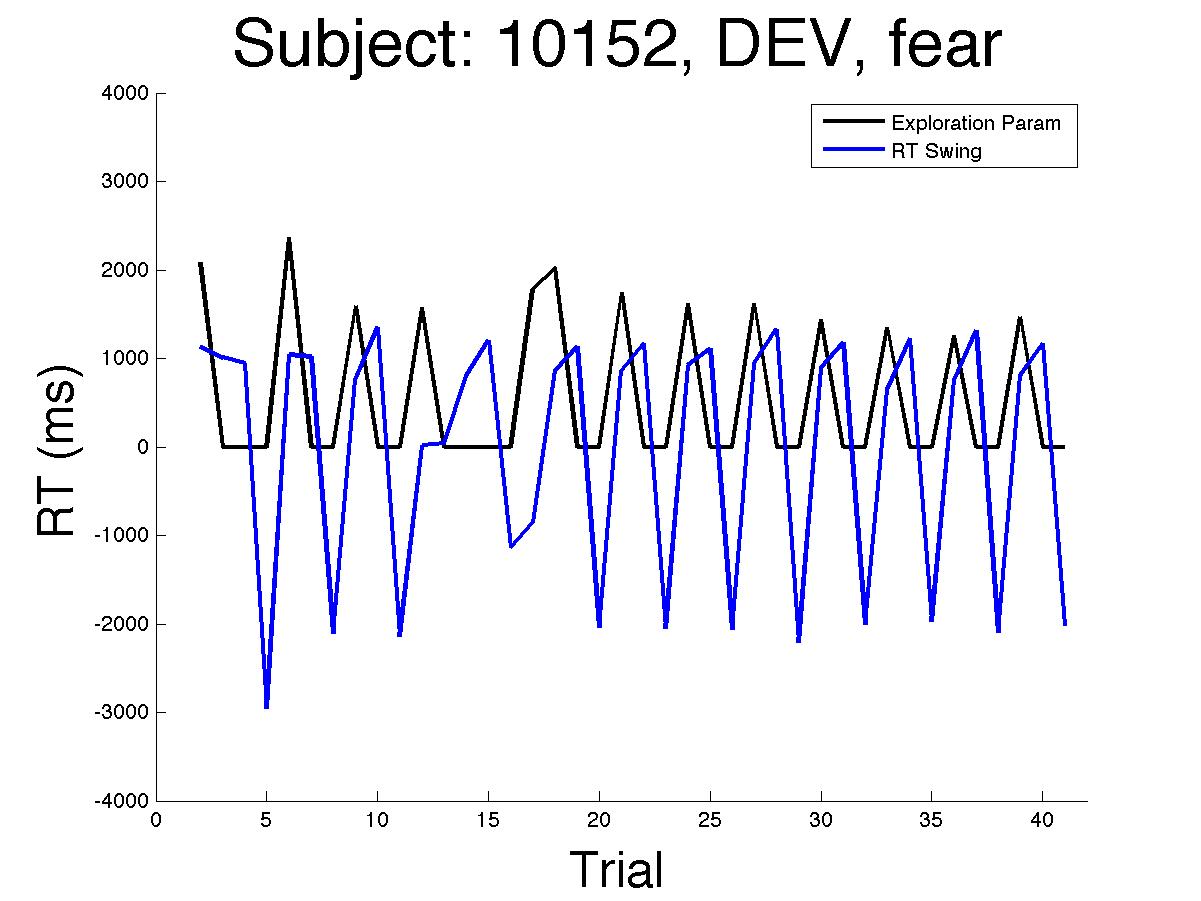 Subject: 10152, DEV, fear
4000
3000
2000
1000
0
-1000
-2000
-3000
-4000
RT (ms)
Exploration Param
RT Swing
0 5 10 15 20 25 30 35 40
Trial